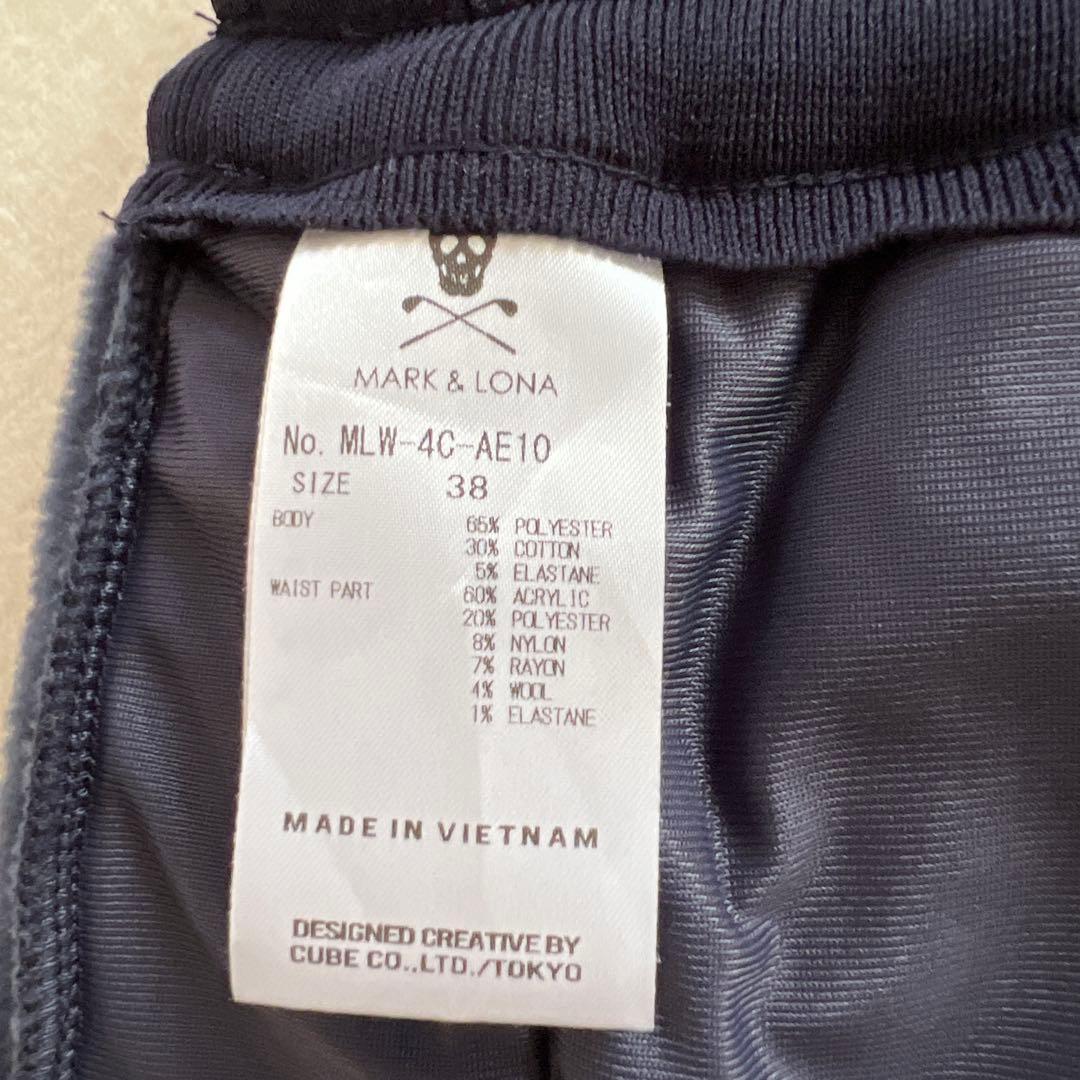 MARK & LONA
No. MLW-4C-AE10
SIZE 38
BODY 65% POLYESTER
30% COTTON
5% ELASTANE
WAIST PART 60% ACRYLIC
20% POLYESTER
8% NYLON
7% RAYON
4% WOOL
1% ELASTANE
MADE IN VIETNAM
DESIGNED CREATIVE BY
CUBE CO.,LTD./TOKYO